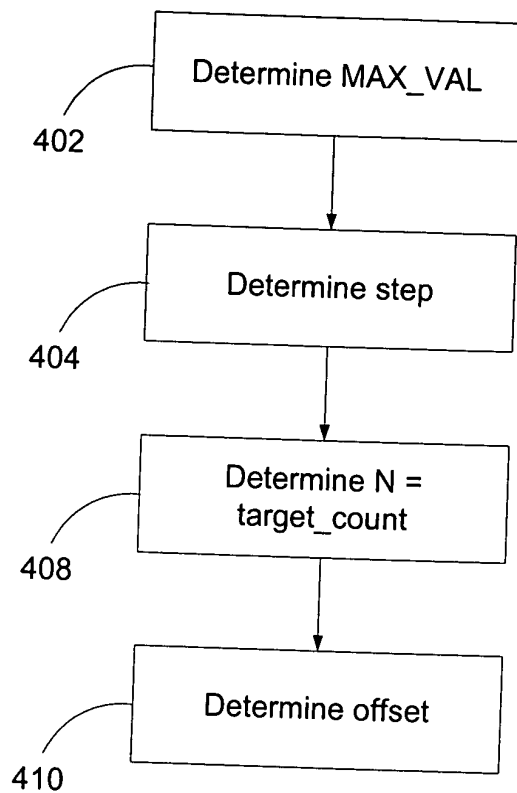 Determine MAX_VAL
402
Determine step
404
Determine N =
target_count
408
Determine offset
410